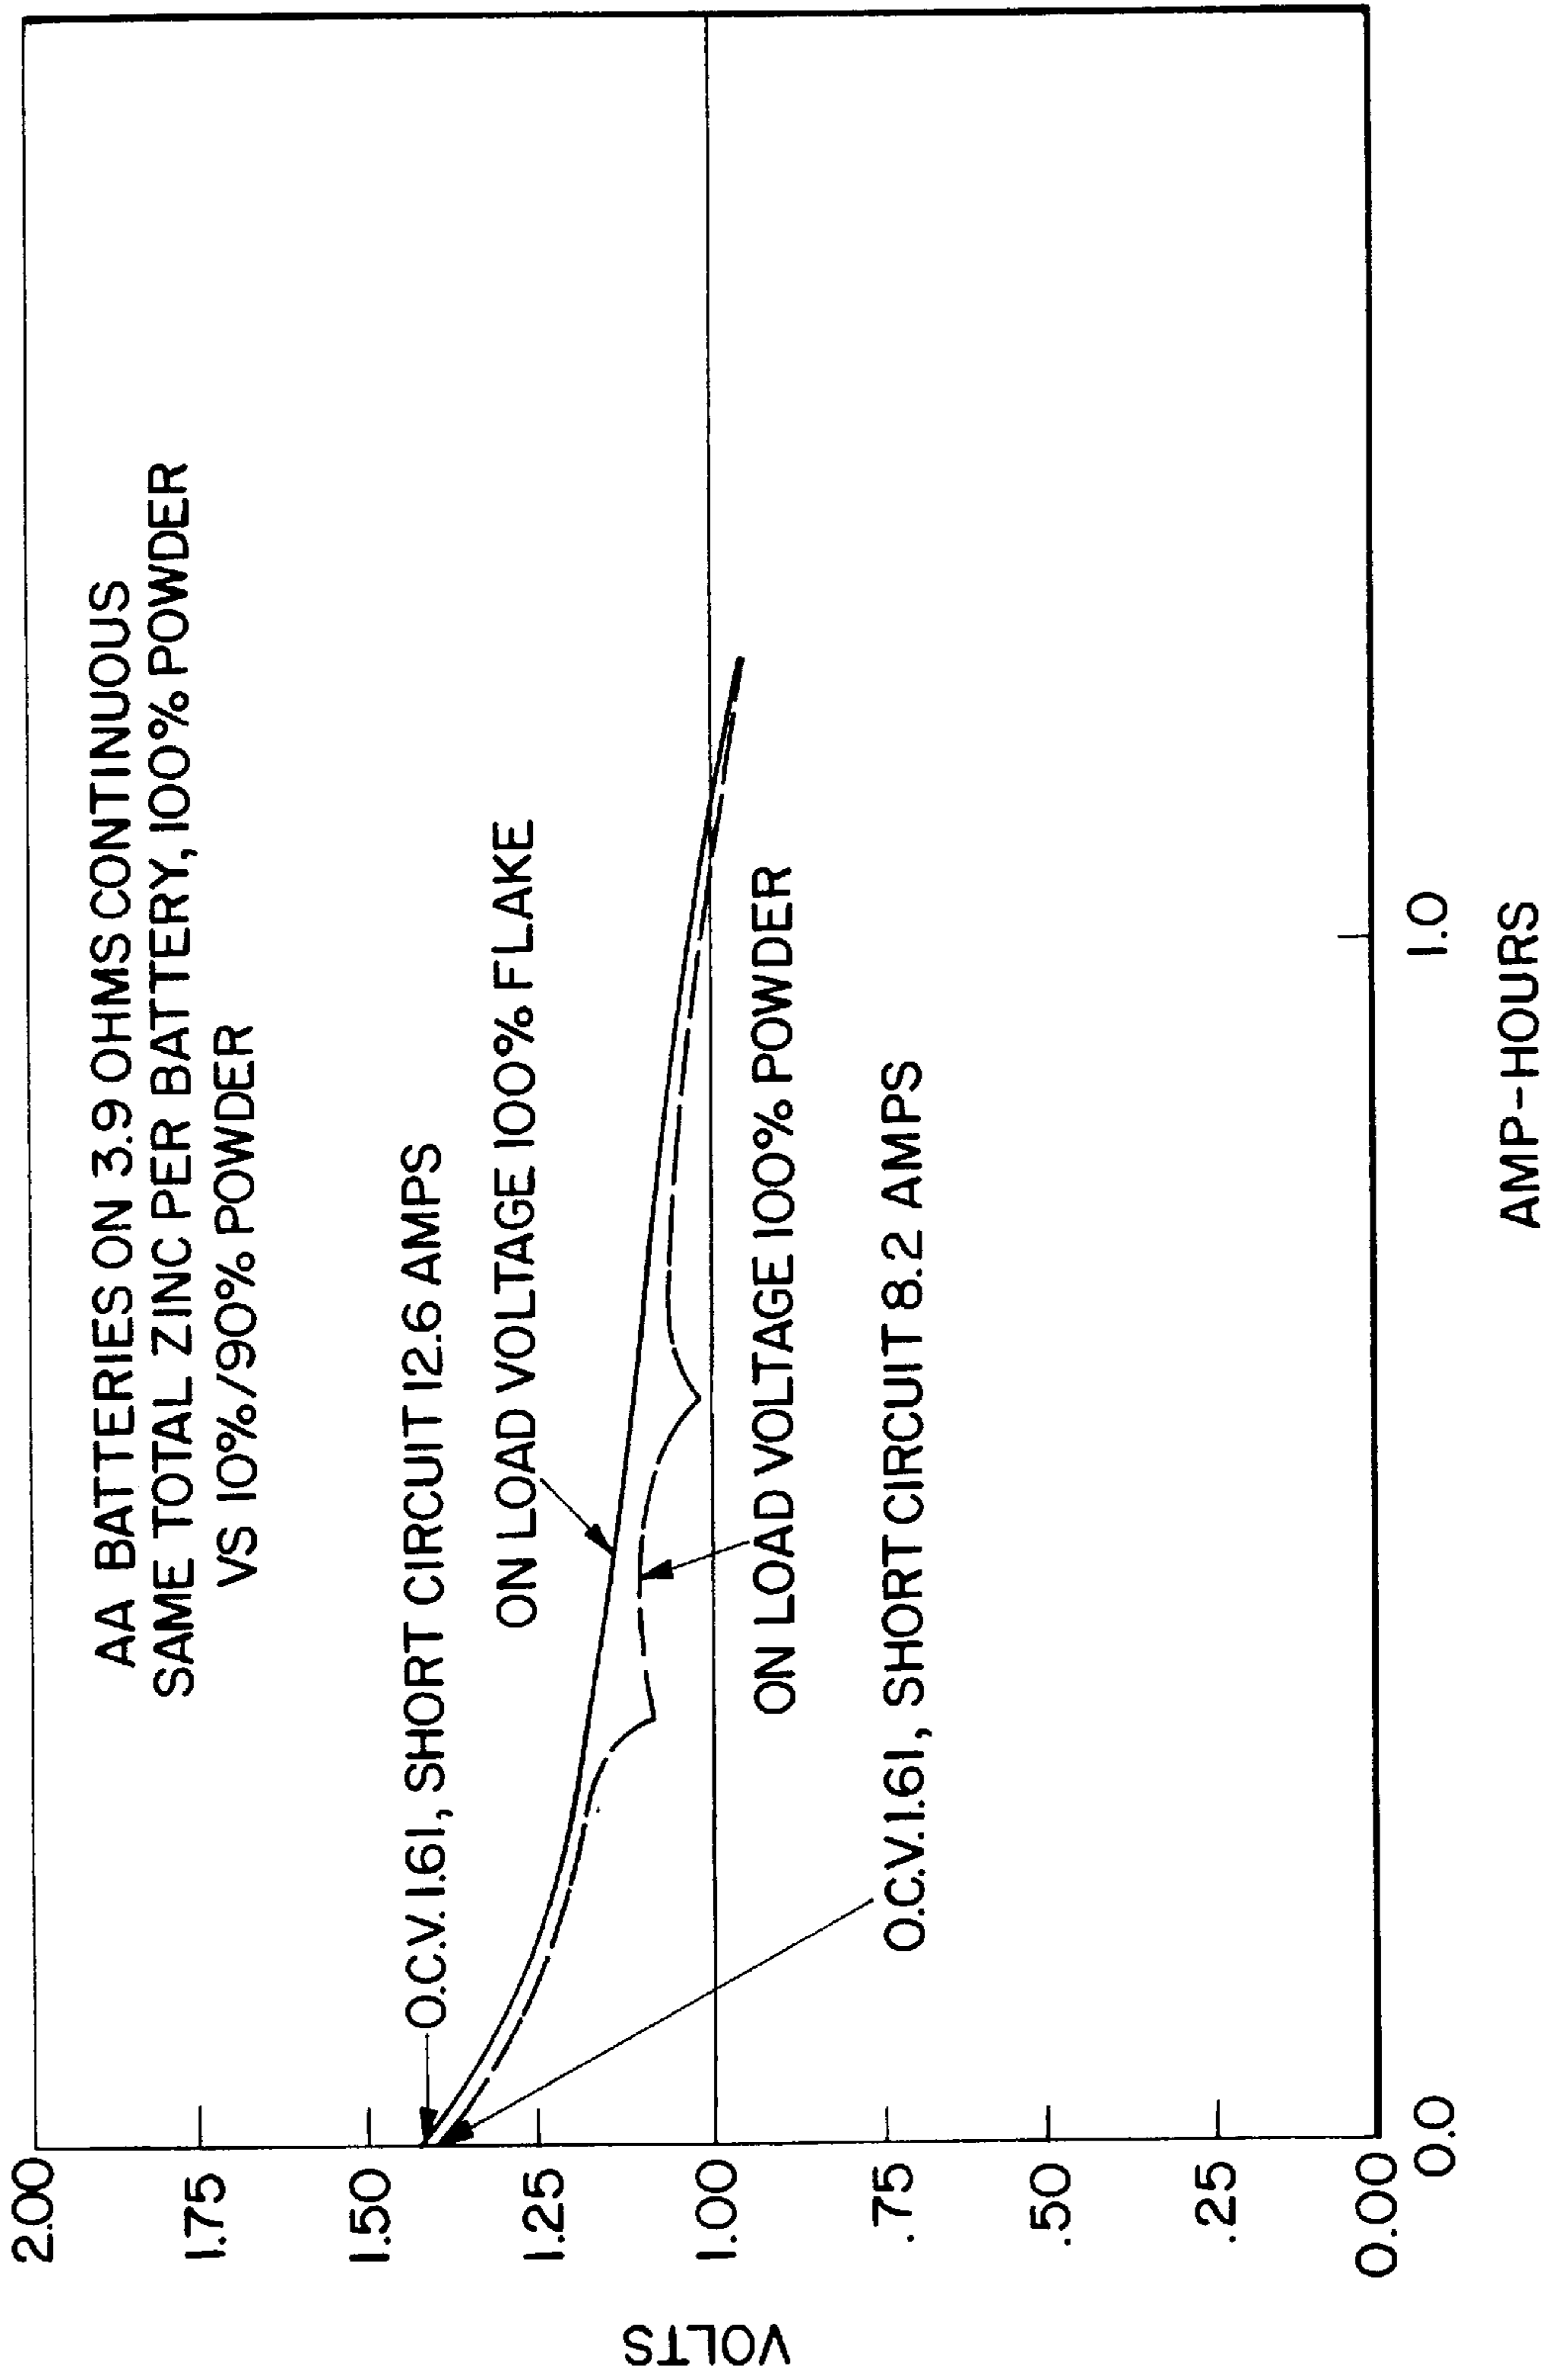 AA BATTERIES ON 3.9 OHMS CONTINUOUS
SAME TOTAL ZINC PER BATTERY, 100% POWDER
VS 10%/90% POWDER
O.C.V. 1.61, SHORT CIRCUIT 12.6 AMPS
ON LOAD VOLTAGE 100% FLAKE
ON LOAD VOLTAGE 100% POWDER
O.C.V. 1.61, SHORT CIRCUIT 8.2 AMPS
VOLTS
2.00
1.75
1.50
1.25
1.00
.75
.50
.25
0.00
0.0
1.0
AMP-HOURS